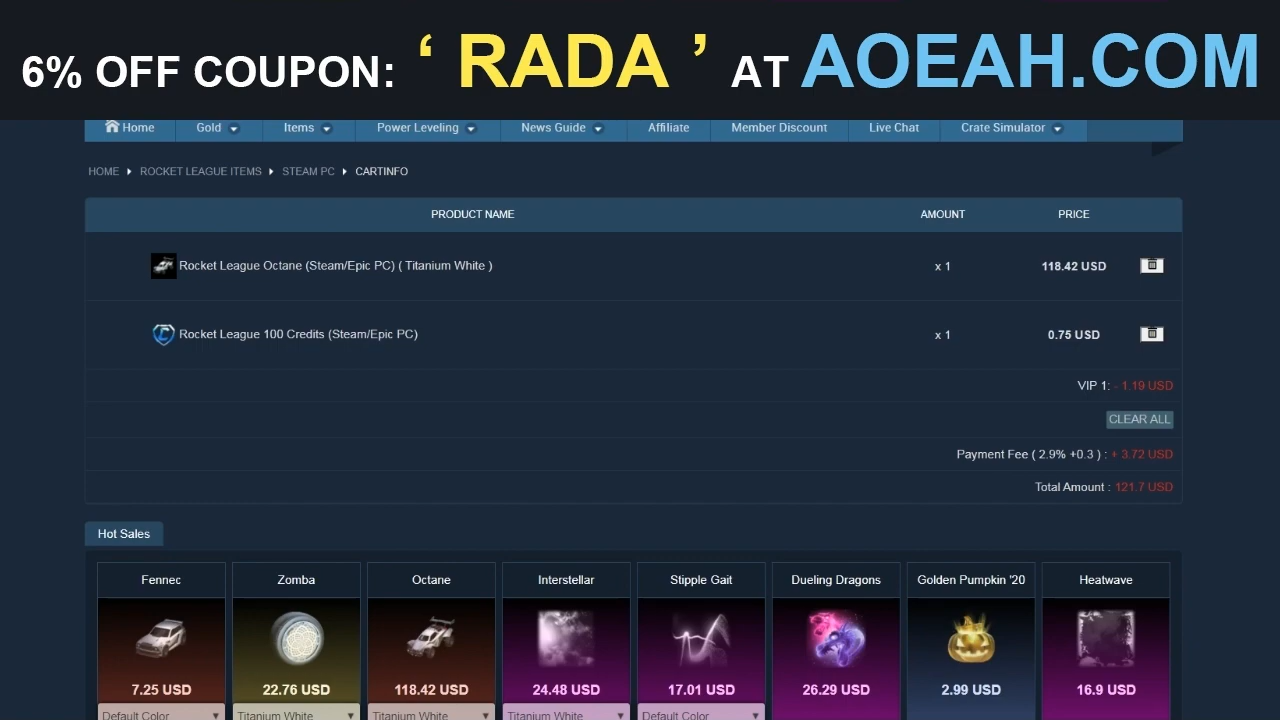 6% OFF COUPON: ‘ RADA ’ AT AOEAH.COM
Home Gold Items Power Leveling News Guide Affiliate Member Discount Live Chat Crate Simulator
HOME ROCKET LEAGUE ITEMS STEAM PC CARTINFO
PRODUCT NAME AMOUNT PRICE
Rocket League Octane (Steam/Epic PC) ( Titanium White ) x 1 118.42 USD
Rocket League 100 Credits (Steam/Epic PC) x 1 0.75 USD
VIP 1: - 1.19 USD
CLEAR ALL
Payment Fee ( 2.9% +0.3 ) : + 3.72 USD
Total Amount : 121.7 USD
Hot Sales
Fennec Zomba Octane Interstellar Stipple Gait Dueling Dragons Golden Pumpkin '20 Heatwave
7.25 USD 22.76 USD 118.42 USD 24.48 USD 17.01 USD 26.29 USD 2.99 USD 16.9 USD
Default Color Titanium White Titanium White Titanium White Default Color